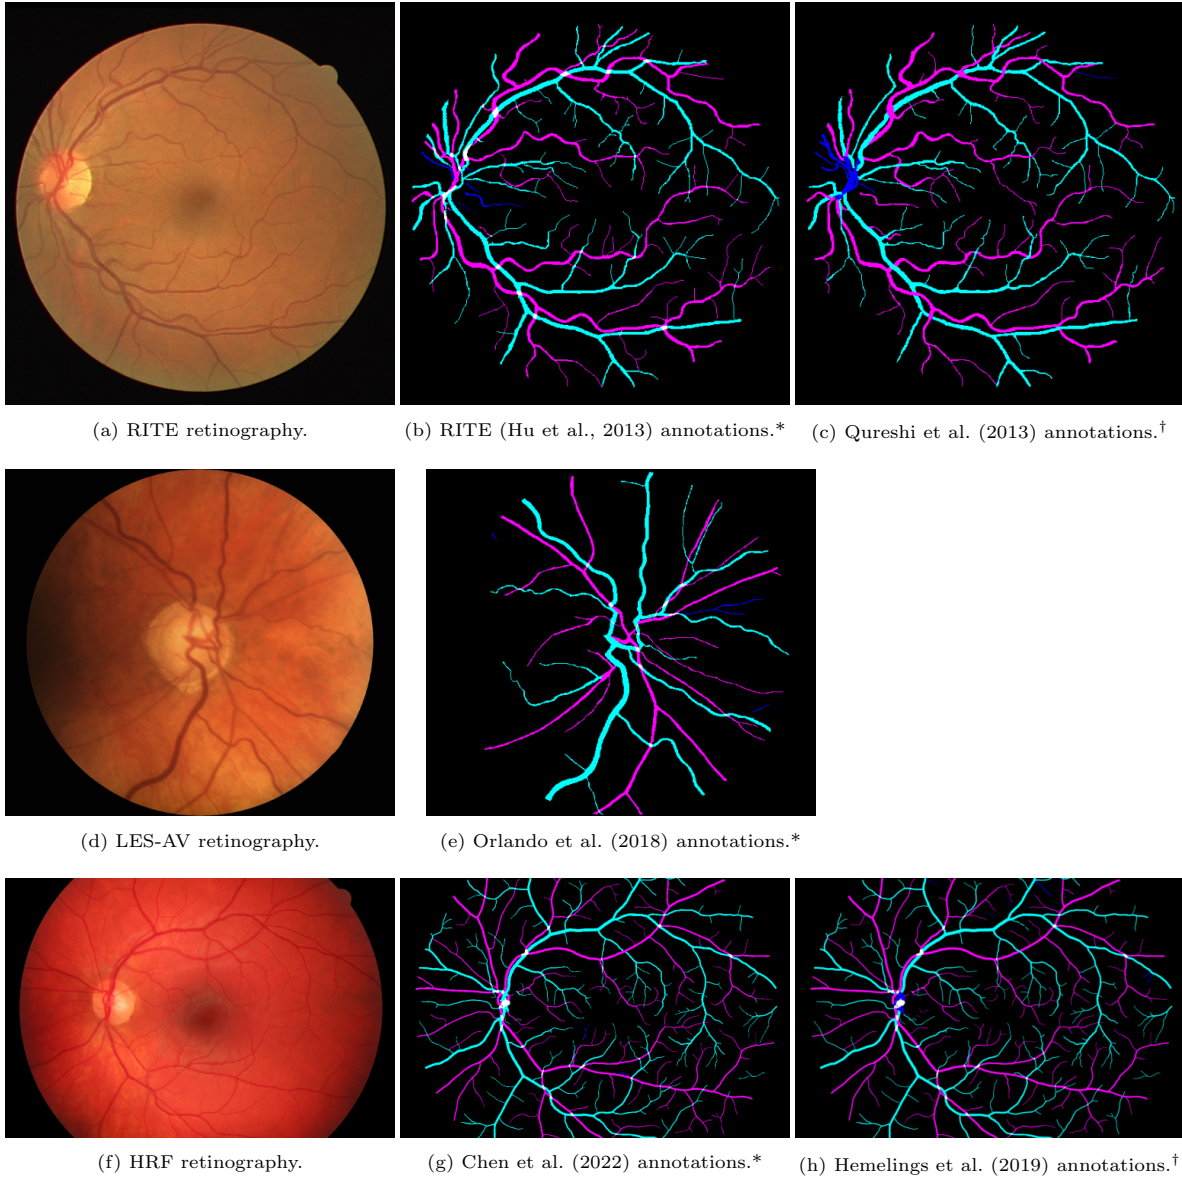 (a) RITE retinography.
(b) RITE (Hu et al., 2013) annotations.*
(c) Qureshi et al. (2013) annotations.†
(d) LES-AV retinography.
(e) Orlando et al. (2018) annotations.*
(f) HRF retinography.
(g) Chen et al. (2022) annotations.*
(h) Hemelings et al. (2019) annotations.†